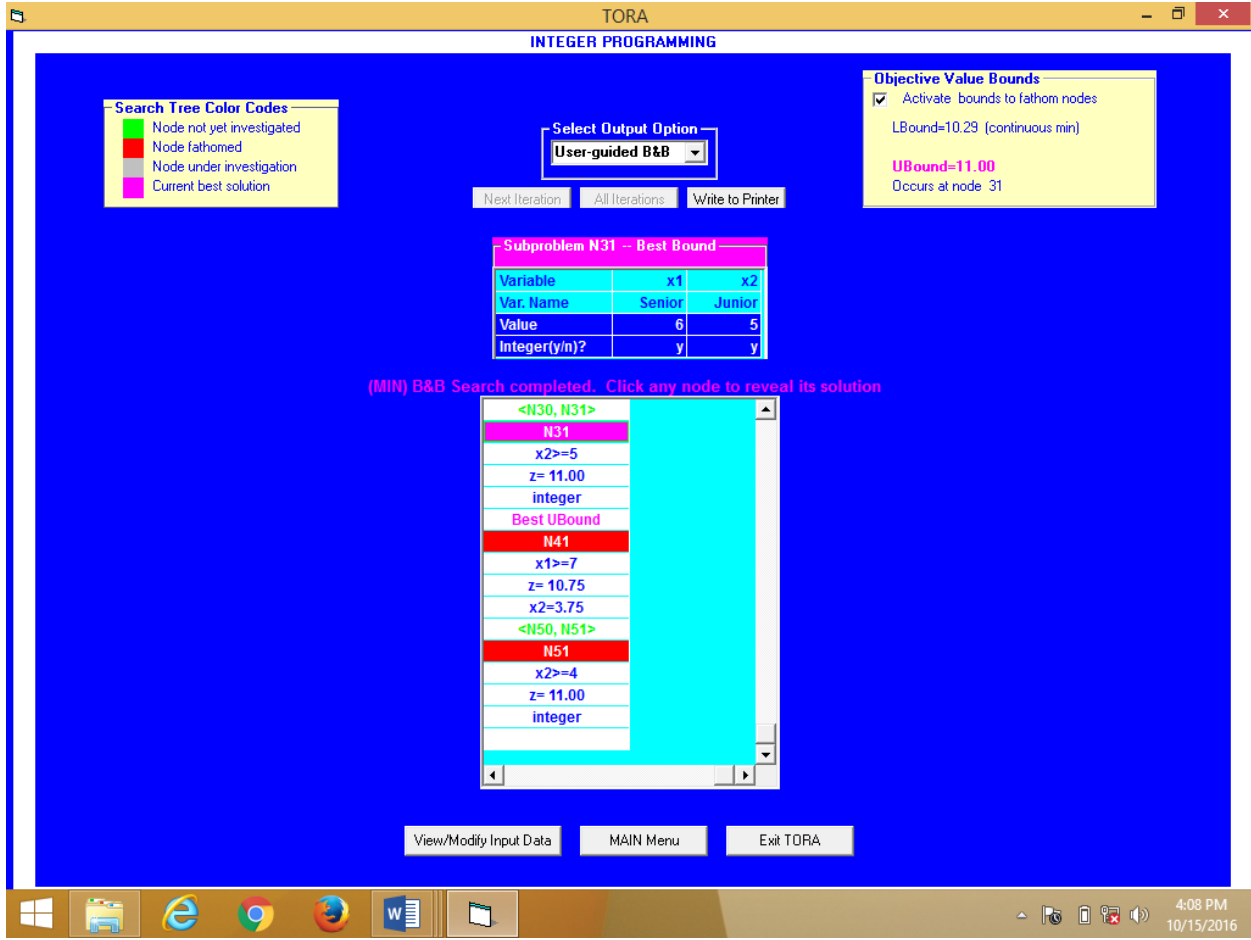 TORA
INTEGER PROGRAMMING
Search Tree Color Codes
Node not yet investigated
Node fathomed
Node under investigation
Current best solution
Select Output Option
User-guided B&B
Next Iteration All Iterations Write to Printer
Objective Value Bounds
Activate bounds to fathom nodes
LBound=10.29 (continuous min)
UBound=11.00
Occurs at node 31
Subproblem N31 -- Best Bound
Variable x1 x2
Var. Name Senior Junior
Value 6 5
Integer(y/n)? y y
(MIN) B&B Search completed. Click any node to reveal its solution
<N30, N31>
N31
x2>=5
z= 11.00
integer
Best UBound
N41
x1>=7
z= 10.75
x2=3.75
<N50, N51>
N51
x2>=4
z= 11.00
integer
View/Modify Input Data MAIN Menu Exit TORA
4:08 PM
10/15/2016